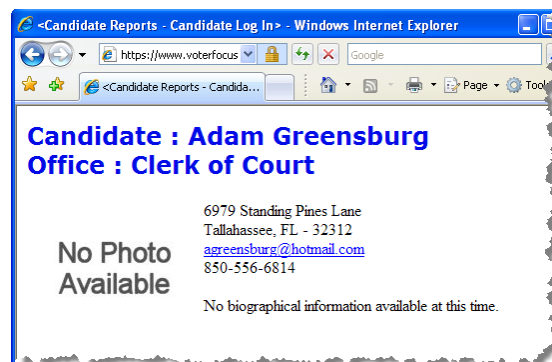 <Candidate Reports - Candidate Log In> - Windows Internet Explorer
https://www.voterfocus
Google
<Candidate Reports - Candida...
Page
Tool
Candidate : Adam Greensburg
Office : Clerk of Court
6979 Standing Pines Lane
Tallahassee, FL - 32312
agreensburg@hotmail.com
850-556-6814
No Photo
Available
No biographical information available at this time.